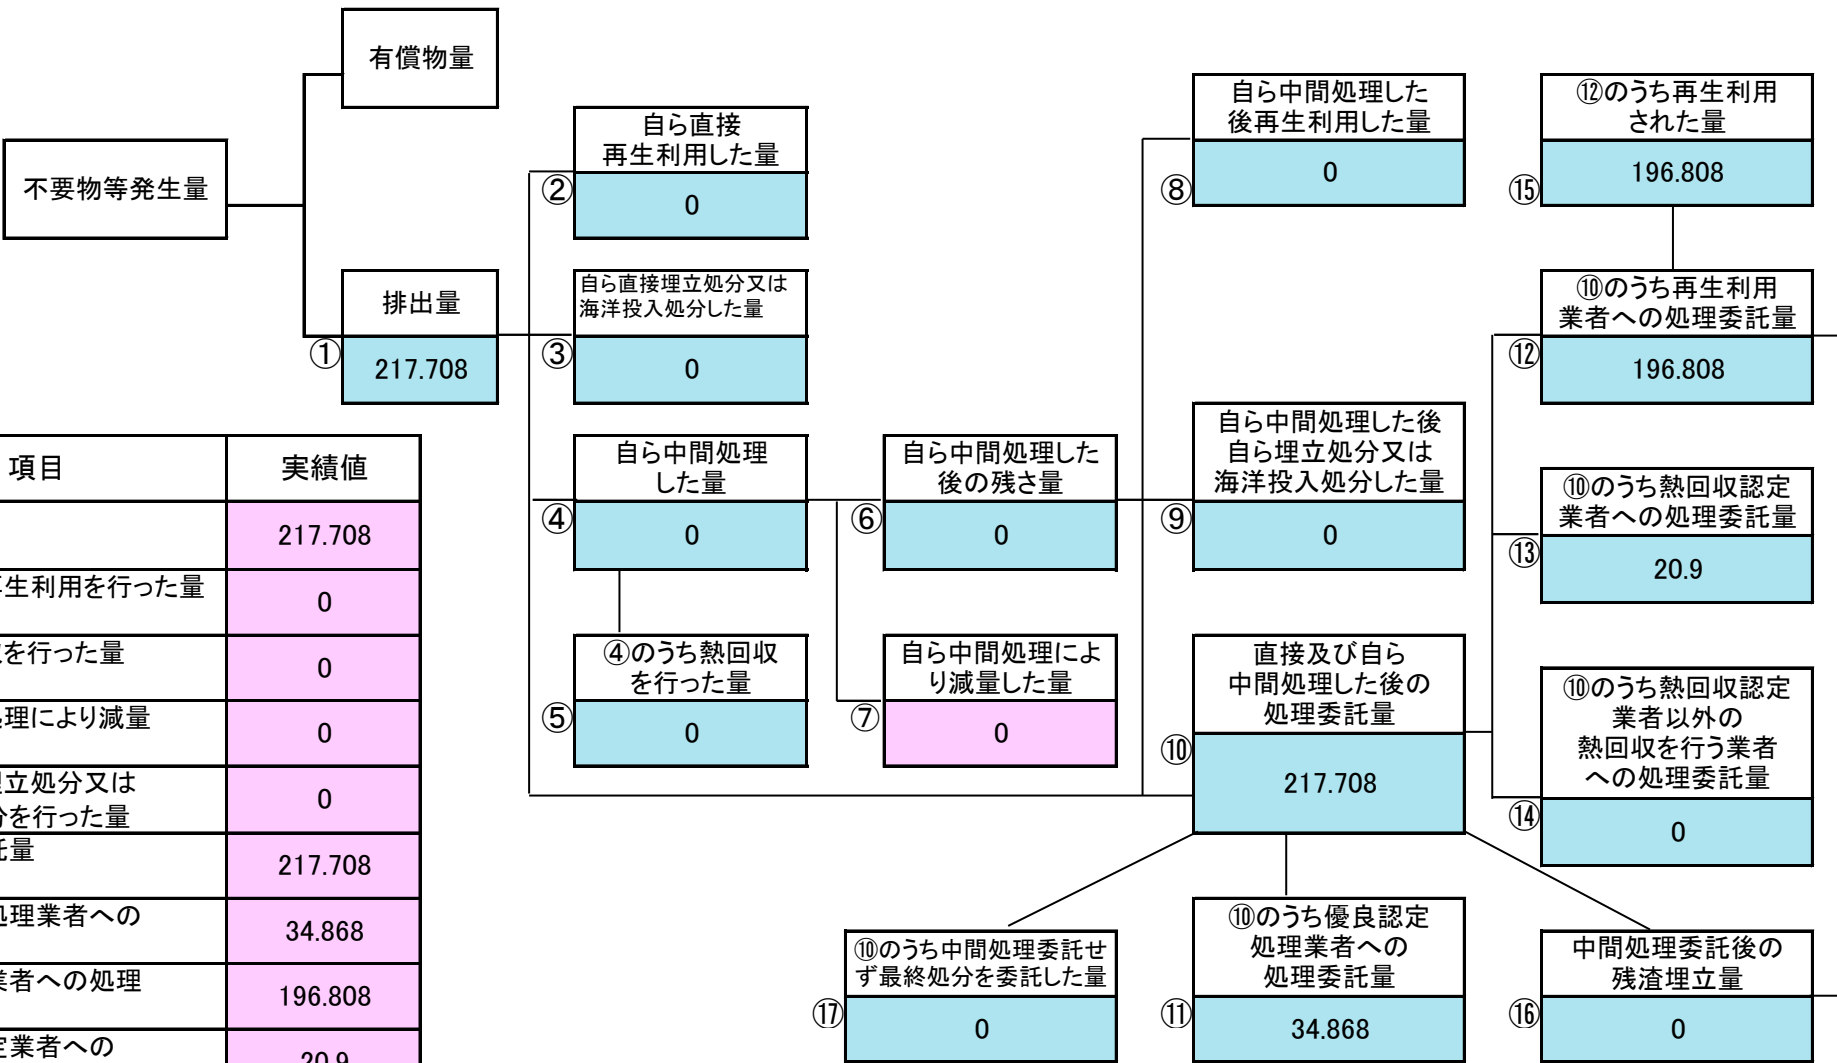 有償物量
不要物等発生量
排出量
①
217.708
自ら直接
再生利用した量
②
0
自ら直接埋立処分又は
海洋投入処分した量
③
0
自ら中間処理
した量
④
0
④のうち熱回収
を行った量
⑤
0
自ら中間処理した
後の残さ量
⑥
0
自ら中間処理によ
り減量した量
⑦
0
自ら中間処理した
後再生利用した量
⑧
0
自ら中間処理した後
自ら埋立処分又は
海洋投入処分した量
⑨
0
直接及び自ら
中間処理した後の
処理委託量
⑩
217.708
⑫のうち再生利用
された量
⑮
196.808
⑩のうち再生利用
業者への処理委託量
⑫
196.808
⑩のうち熱回収認定
業者への処理委託量
⑬
20.9
⑩のうち熱回収認定
業者以外の
熱回収を行う業者
への処理委託量
⑭
0
⑩のうち中間処理委託せ
ず最終処分を委託した量
⑰
0
⑩のうち優良認定
処理業者への
処理委託量
⑪
34.868
中間処理委託後の
残渣埋立量
⑯
0
項目 実績値
217.708
生利用を行った量 0
を行った量 0
理により減量 0
立処分又は
を行った量 0
量 217.708
処理業者への 34.868
業者への処理 196.808
業者への 20.9